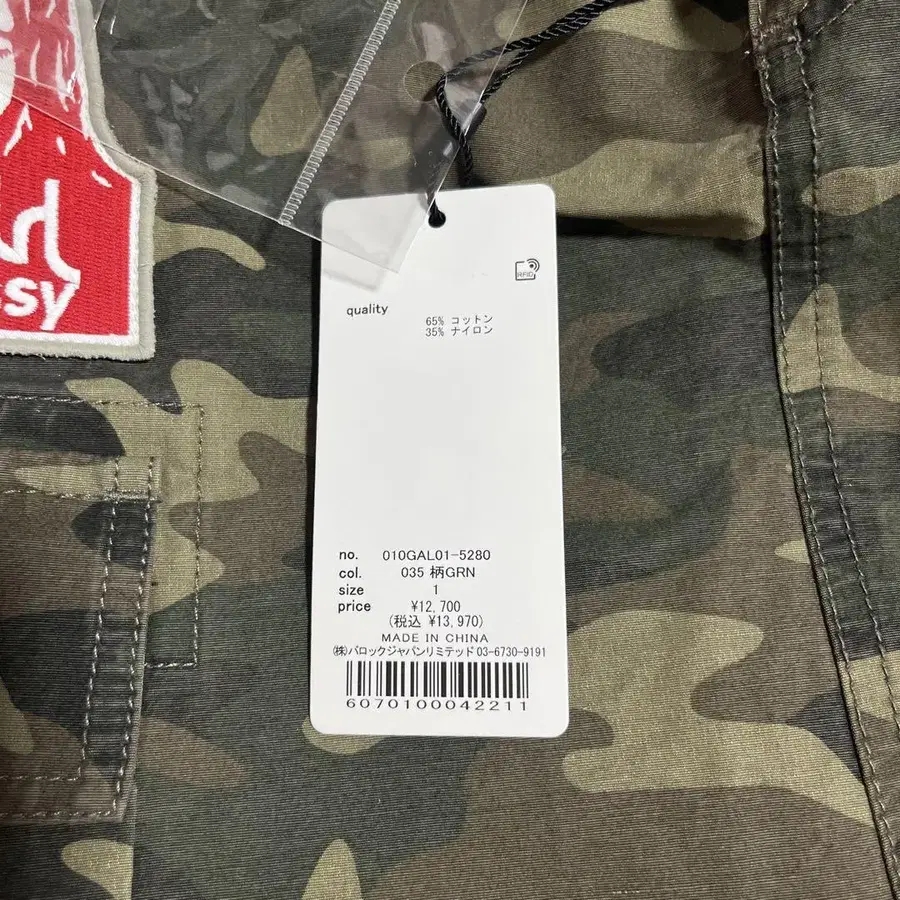 ssy
RFID
quality
65% コットン
35% ナイロン
no. 010GAL01-5280
col. 035 柄GRN
size 1
price ¥12,700
(税込 ¥13,970)
MADE IN CHINA
(株)バロックジャパンリミテッド 03-6730-9191
6070100042211